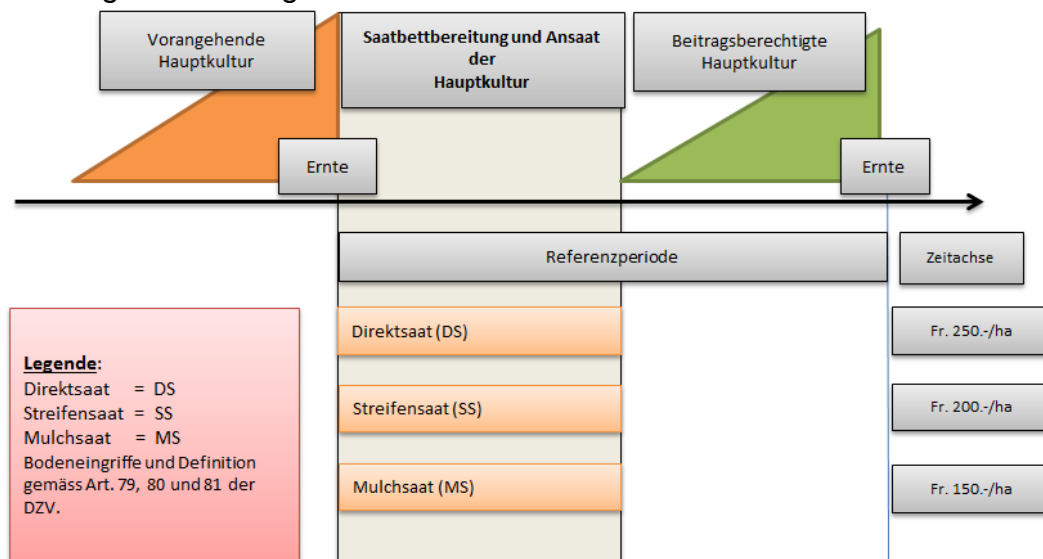 Vorangehende
Hauptkultur
Saatbettbereitung und Ansaat
der
Hauptkultur
Beitragsberechtigte
Hauptkultur
Ernte
Ernte
Referenzperiode
Zeitachse
Direktsaat (DS)
Fr. 250.-/ha
Streifensaat (SS)
Fr. 200.-/ha
Mulchsaat (MS)
Fr. 150.-/ha
Legende:
Direktsaat = DS
Streifensaat = SS
Mulchsaat = MS
Bodeneingriffe und Definition
gemäss Art. 79, 80 und 81 der
DZV.